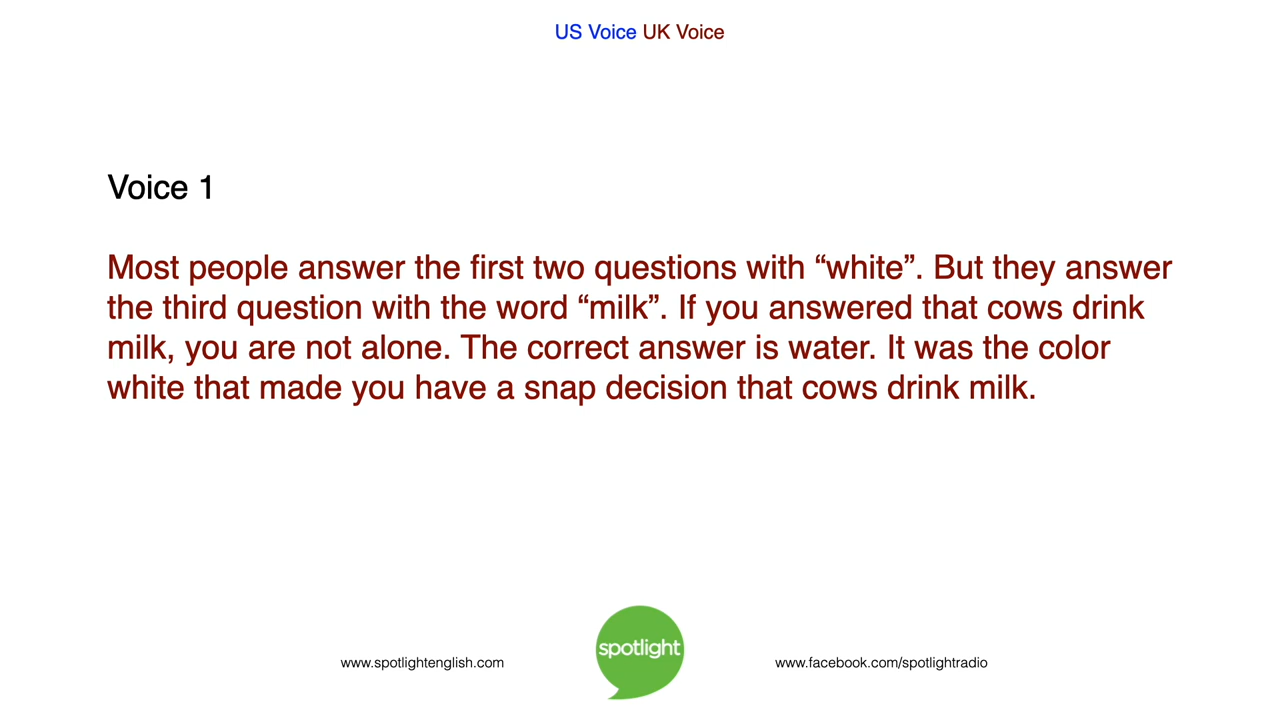 US Voice UK Voice
Voice 1
Most people answer the first two questions with “white”. But they answer
the third question with the word “milk”. If you answered that cows drink
milk, you are not alone. The correct answer is water. It was the color
white that made you have a snap decision that cows drink milk.
www.spotlightenglish.com
spotlight
www.facebook.com/spotlightradio